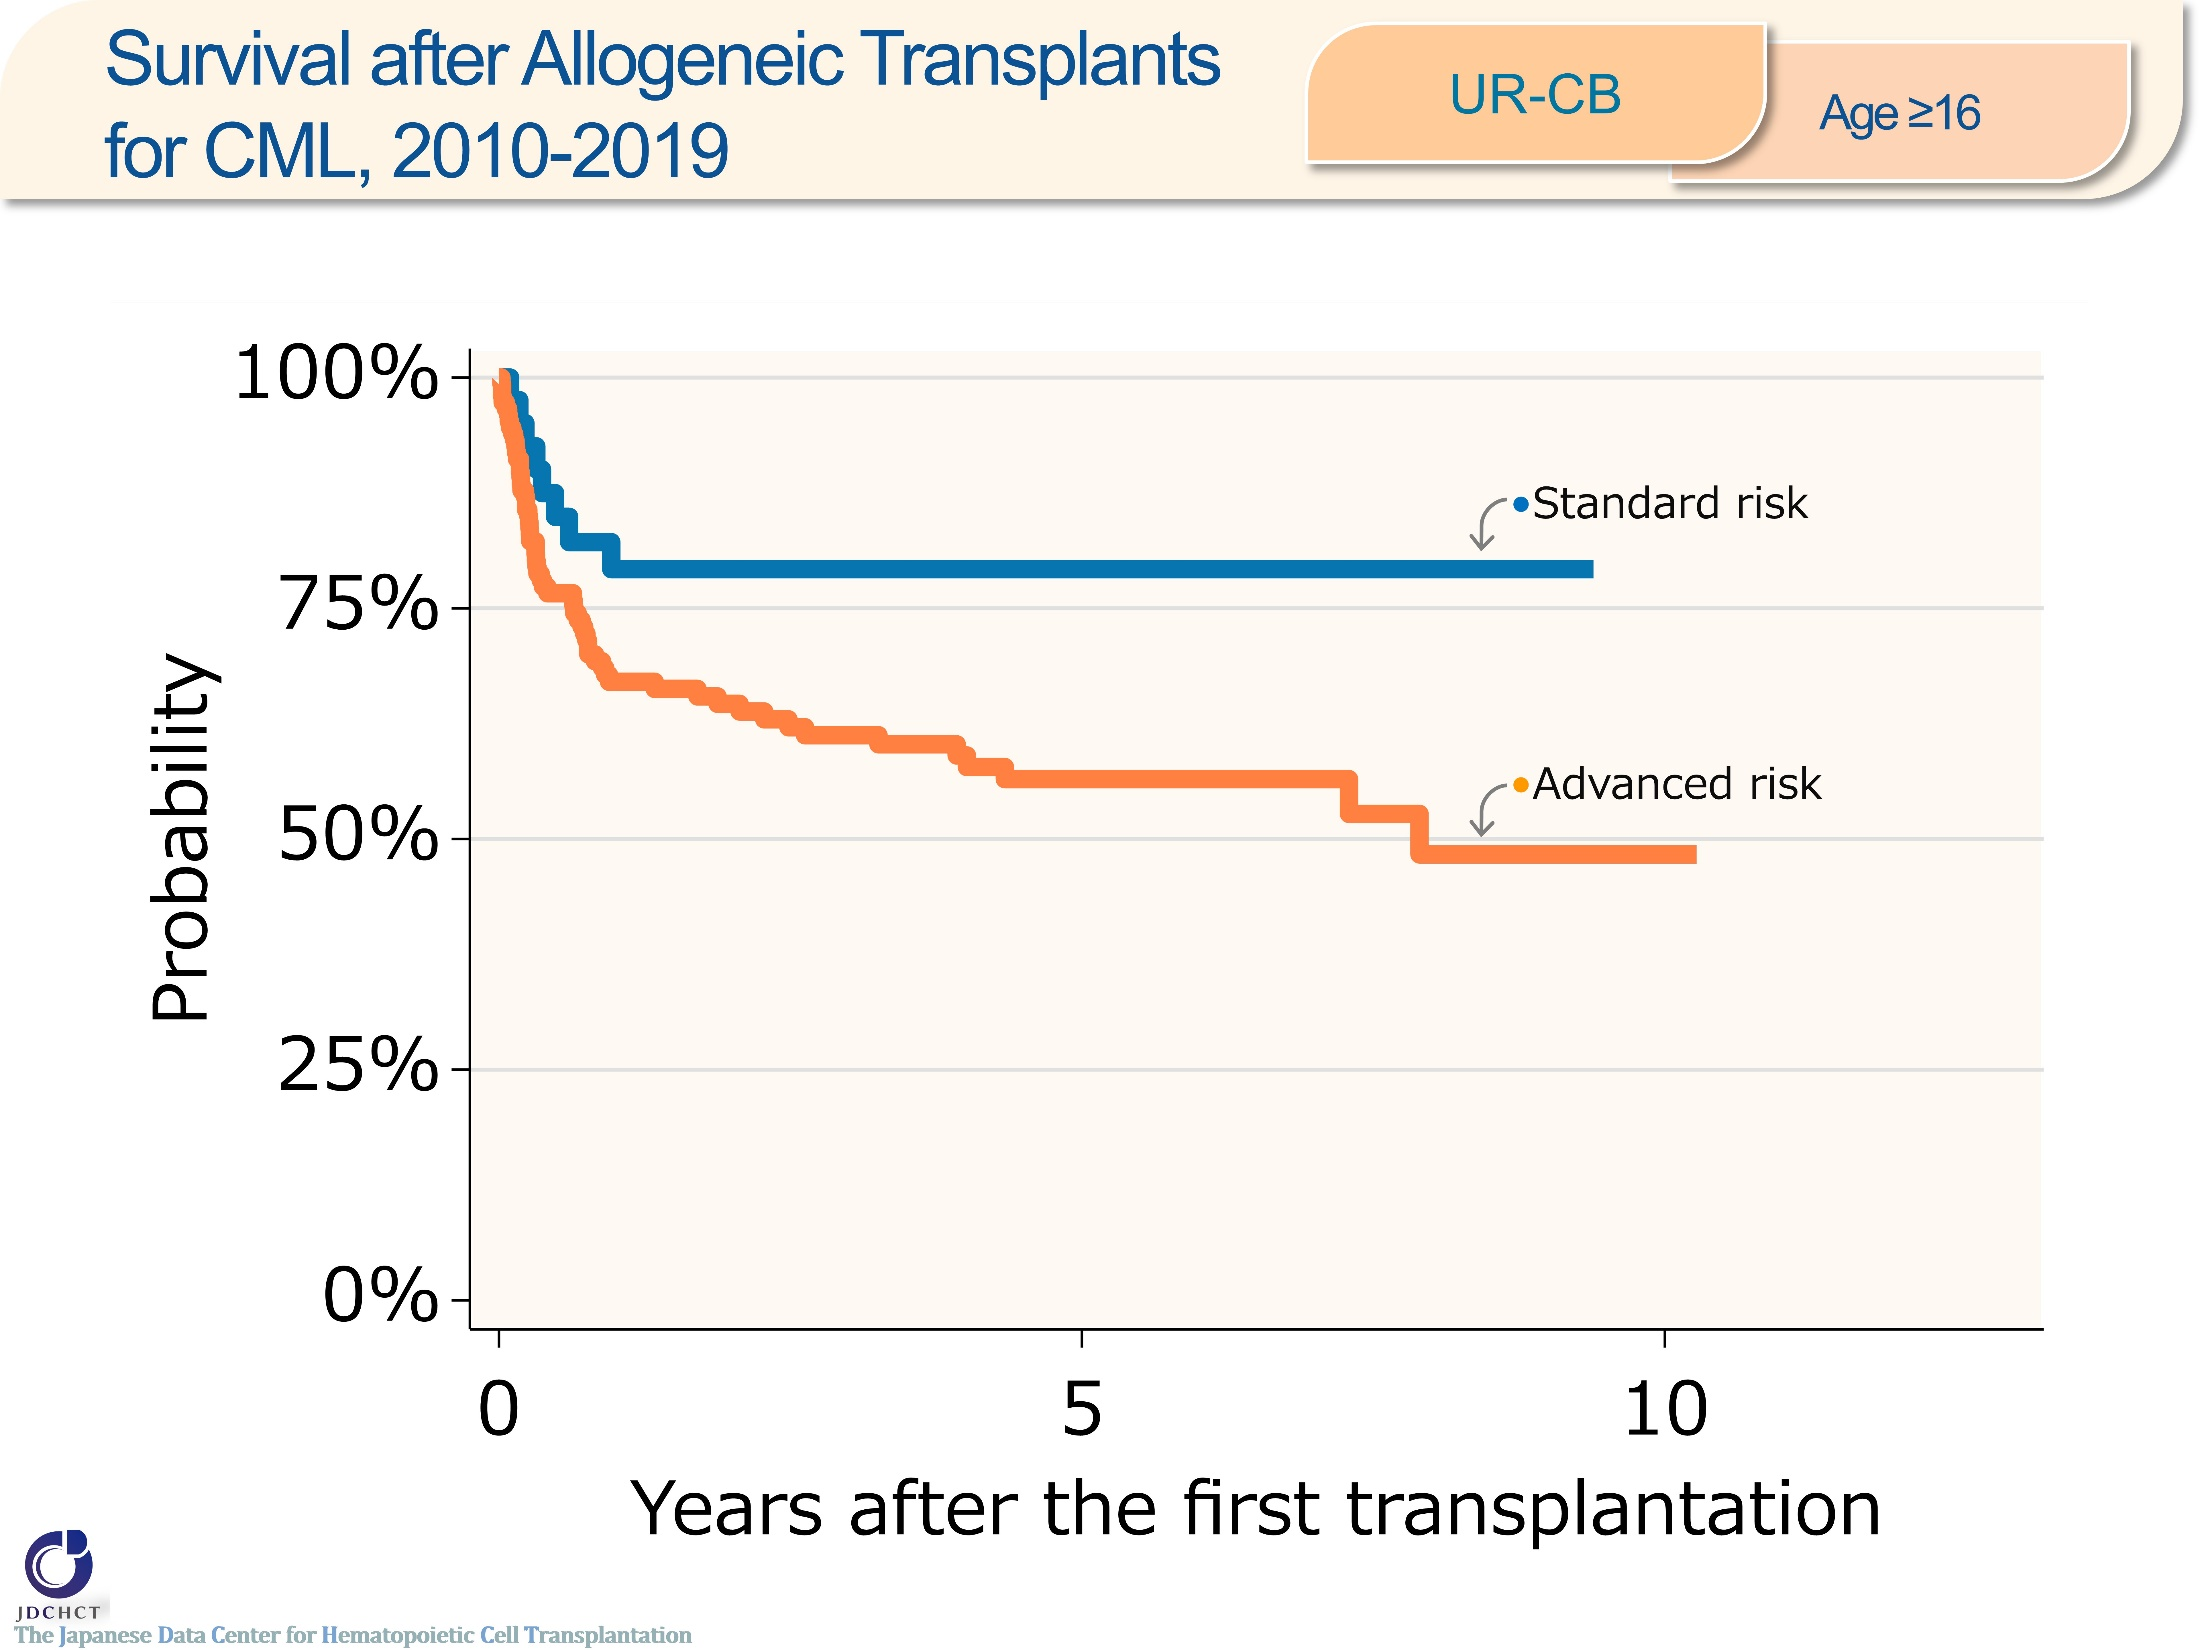 Survival after Allogeneic Transplants
for CML, 2010-2019
UR-CB
Age ≥16
100%
75%
50%
25%
0%
Probability
Standard risk
Advanced risk
0
5
10
Years after the first transplantation
JDCHCT
The Japanese Data Center for Hematopoietic Cell Transplantation